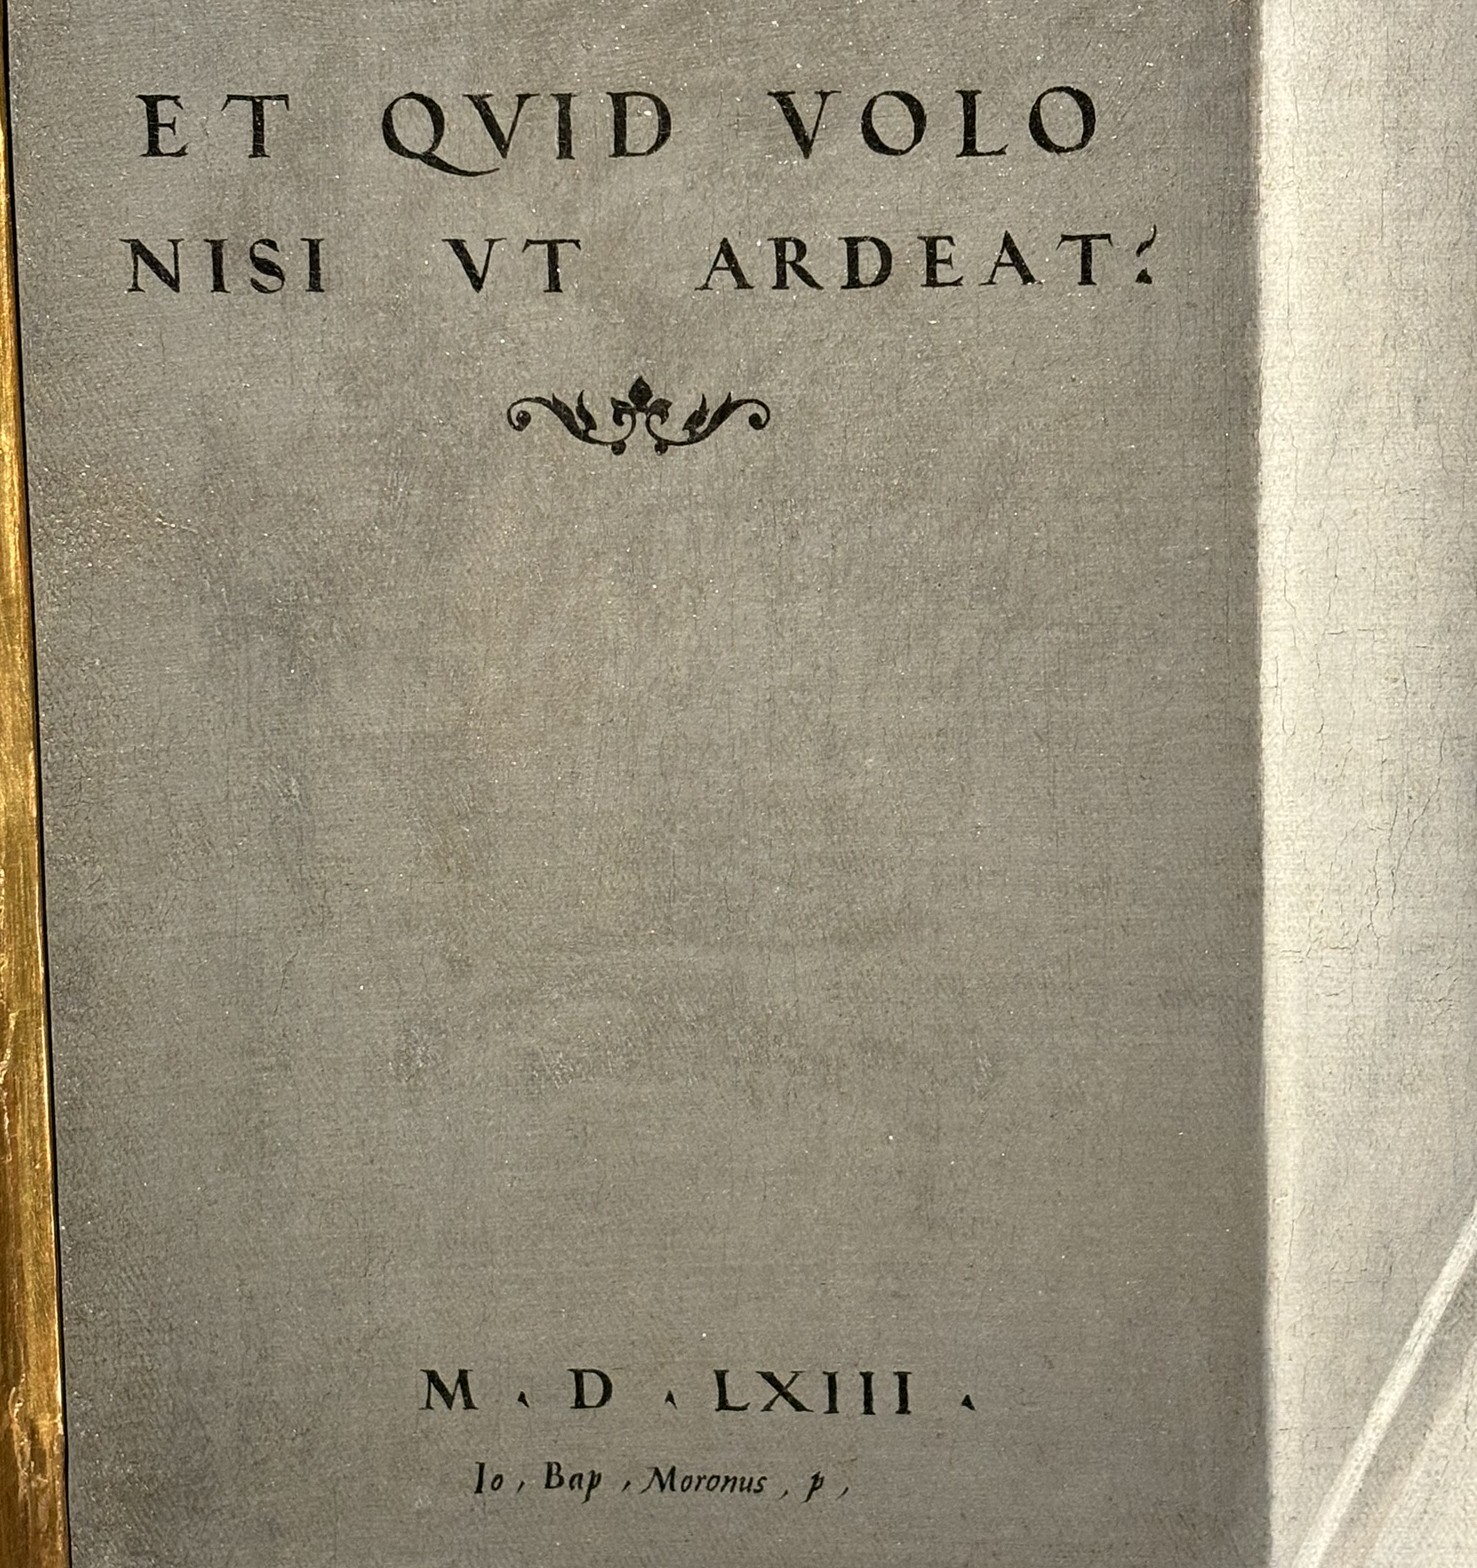 ET QVID VOLO
NISI VT ARDEAT?
M . D . LXIII .
Io, Bap, Moronus, p,